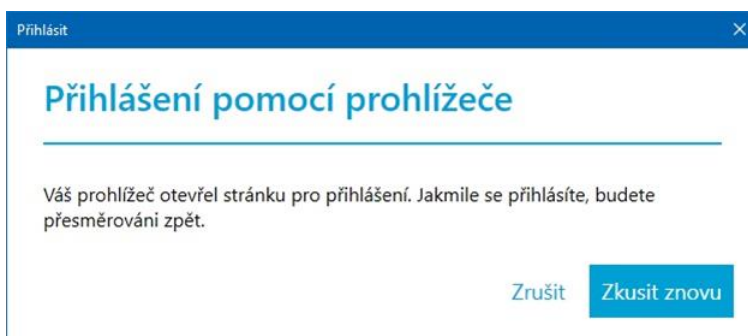 Přihlásit
Přihlášení pomocí prohlížeče
Váš prohlížeč otevřel stránku pro přihlášení. Jakmile se přihlásíte, budete
přesměrováni zpět.
Zrušit Zkusit znovu